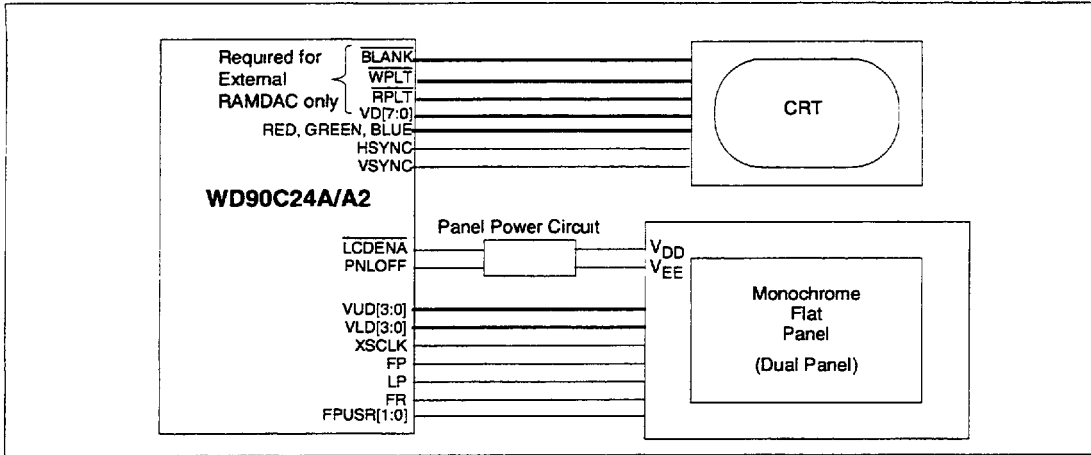 Required for
External
RAMDAC only
BLANK
WPLT
RPLT
VD[7:0]
RED, GREEN, BLUE
HSYNC
VSYNC
CRT
WD90C24A/A2
Panel Power Circuit
LCDENA
PNLOFF
VDD
VEE
VUD[3:0]
VLD[3:0]
XSCLK
FP
LP
FR
FPUSR[1:0]
Monochrome
Flat
Panel
(Dual Panel)